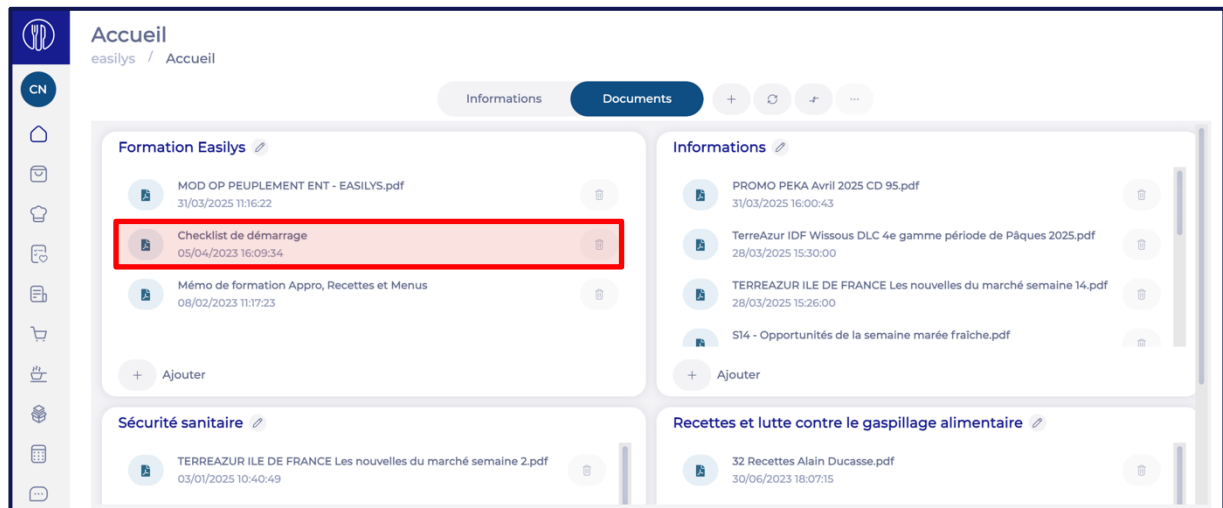 Accueil
easilys / Accueil
CN
Informations
Documents
Formation Easilys
MOD OP PEUPLEMENT ENT - EASILYS.pdf
31/03/2025 11:16:22
Checklist de démarrage
05/04/2023 16:09:34
Mémo de formation Appro, Recettes et Menus
08/02/2023 11:17:23
+ Ajouter
Informations
PROMO PEKA Avril 2025 CD 95.pdf
31/03/2025 16:00:43
TerreAzur IDF Wissous DLC 4e gamme période de Pâques 2025.pdf
28/03/2025 15:30:00
TERREAZUR ILE DE FRANCE Les nouvelles du marché semaine 14.pdf
28/03/2025 15:26:00
S14 - Opportunités de la semaine marée fraîche.pdf
+ Ajouter
Sécurité sanitaire
TERREAZUR ILE DE FRANCE Les nouvelles du marché semaine 2.pdf
03/01/2025 10:40:49
Recettes et lutte contre le gaspillage alimentaire
32 Recettes Alain Ducasse.pdf
30/06/2023 18:07:15